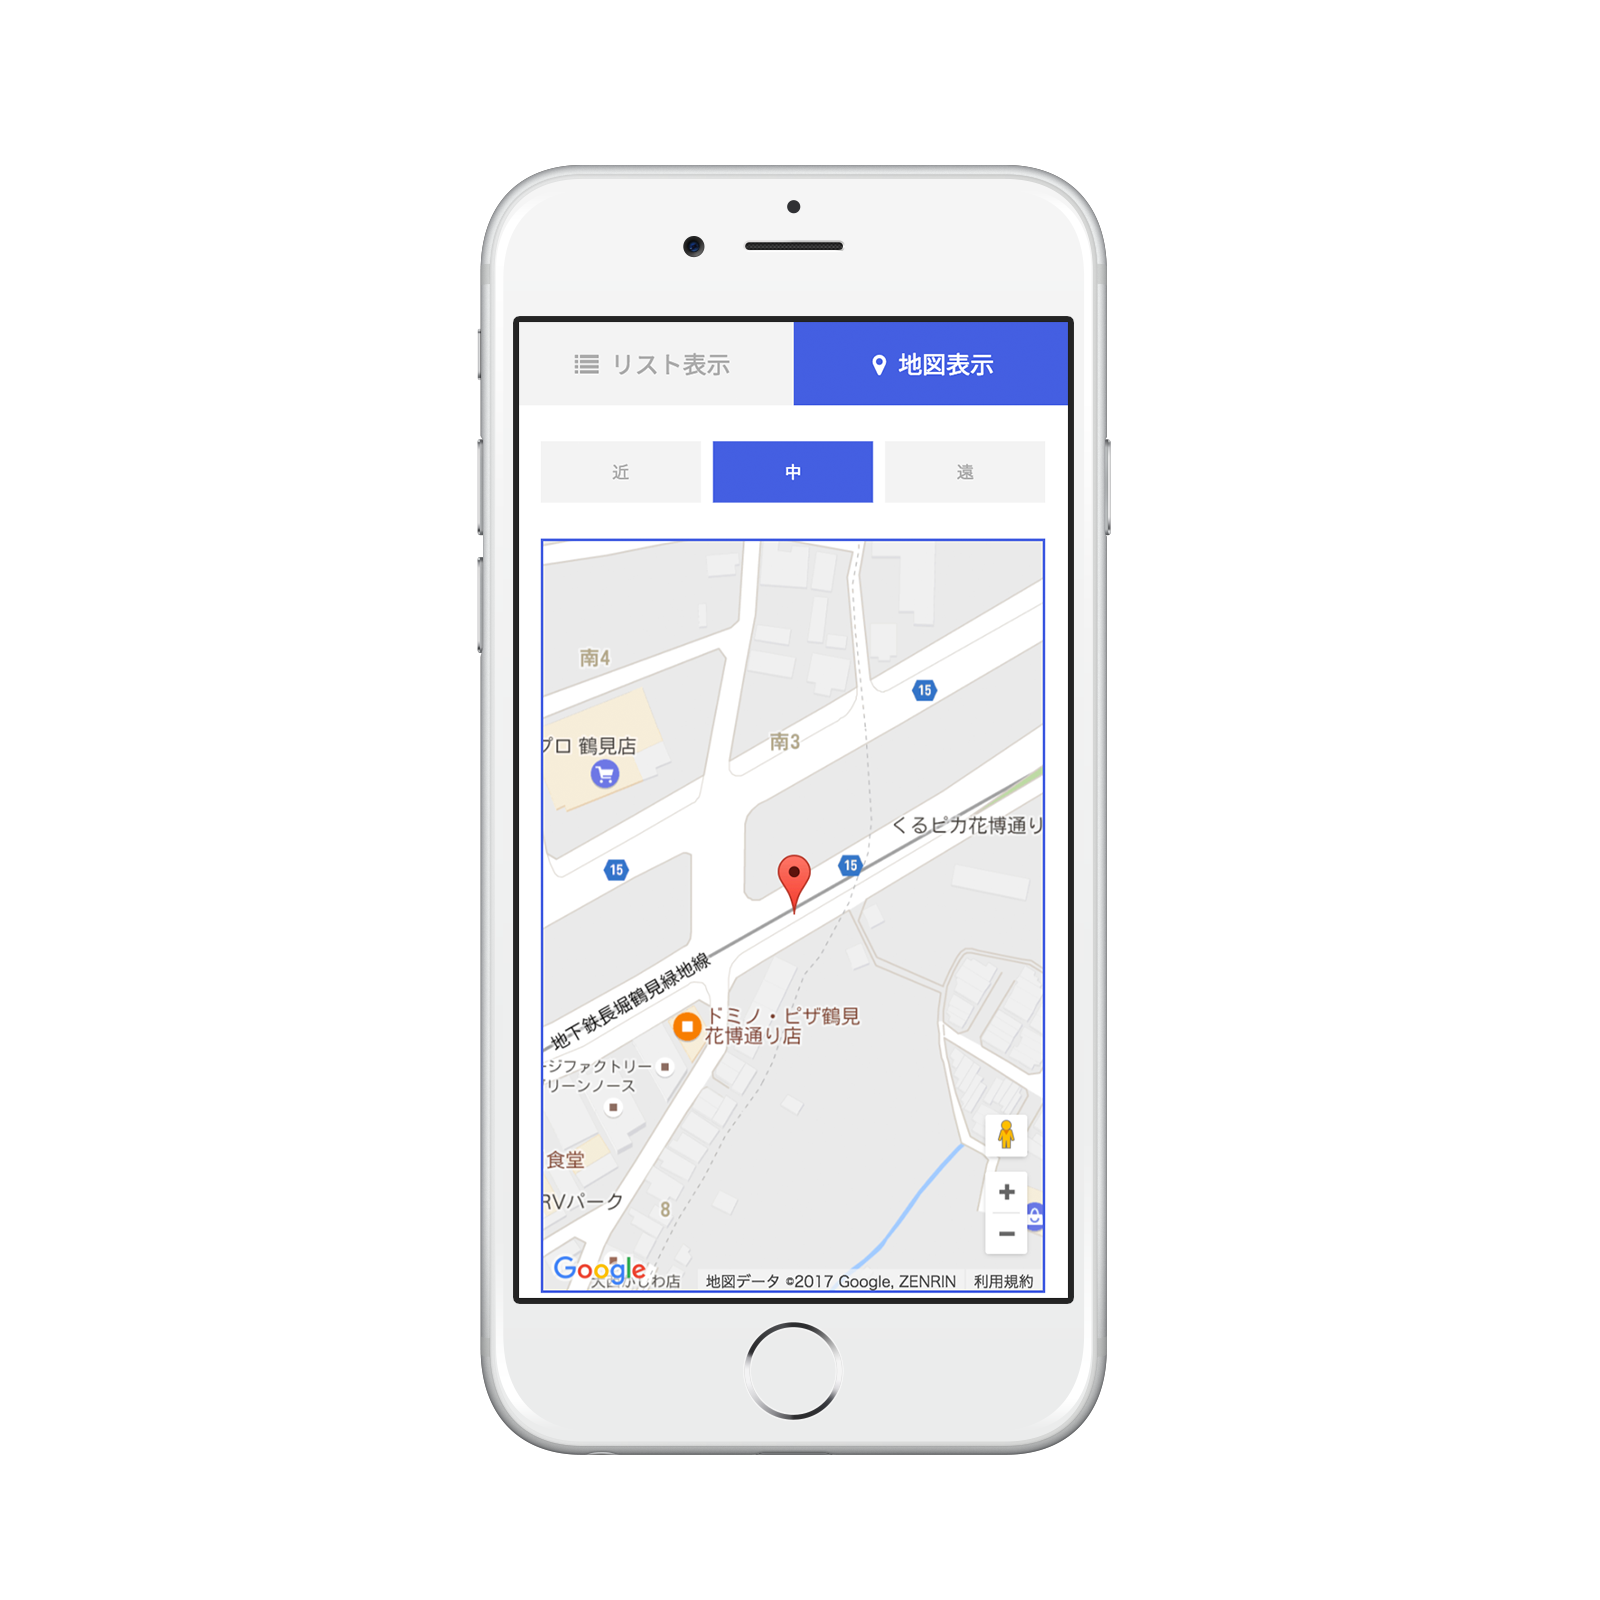 リスト表示
地図表示
近
中
遠
南4
15
プロ 鶴見店
南3
くるピカ花博通り
15
15
地下鉄長堀鶴見緑地線
ドミノ・ピザ鶴見
花博通り店
ジファクトリー
リーンノース
食堂
RVパーク
8
+
−
Google
しわ店
地図データ ©2017 Google, ZENRIN
利用規約